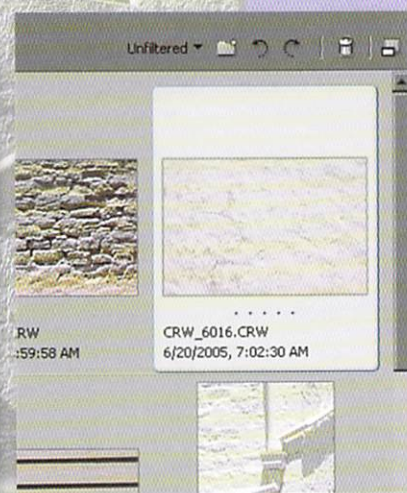 Unfiltered
RW
:59:58 AM
CRW_6016.CRW
6/20/2005, 7:02:30 AM